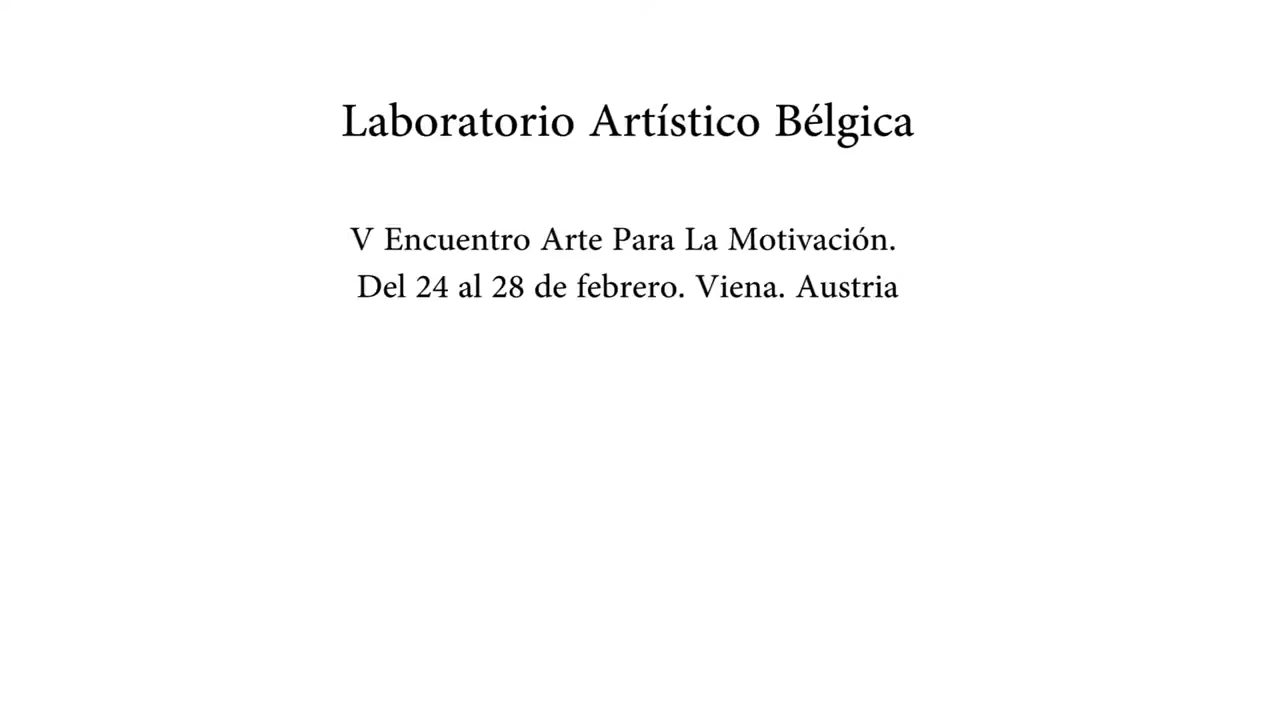 Laboratorio Artístico Bélgica
V Encuentro Arte Para La Motivación.
Del 24 al 28 de febrero. Viena. Austria